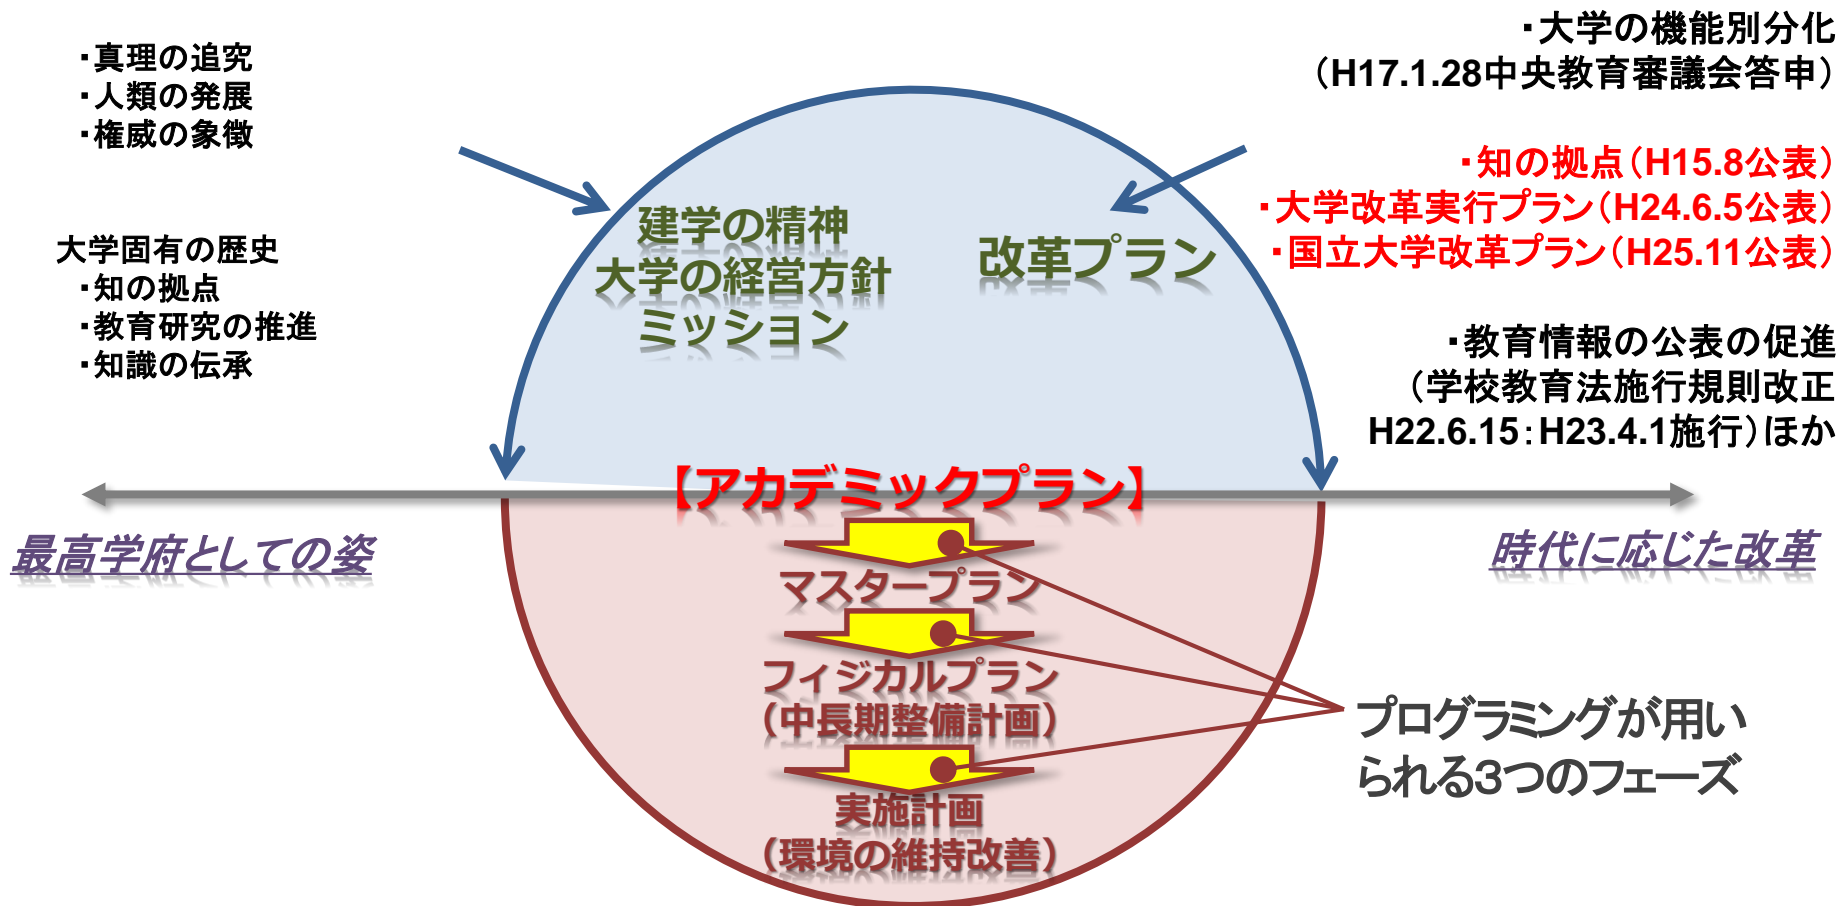 ・真理の追究
・人類の発展
・権威の象徴
大学固有の歴史
・知の拠点
・教育研究の推進
・知識の伝承
建学の精神
大学の経営方針
ミッション
改革プラン
・大学の機能別分化
（H17.1.28中央教育審議会答申）
・知の拠点（H15.8公表）
・大学改革実行プラン（H24.6.5公表）
・国立大学改革プラン（H25.11公表）
・教育情報の公表の促進
（学校教育法施行規則改正
H22.6.15：H23.4.1施行）ほか
【アカデミックプラン】
最高学府としての姿
時代に応じた改革
マスタープラン
フィジカルプラン
（中長期整備計画）
実施計画
（環境の維持改善）
プログラミングが用い
られる3つのフェーズ